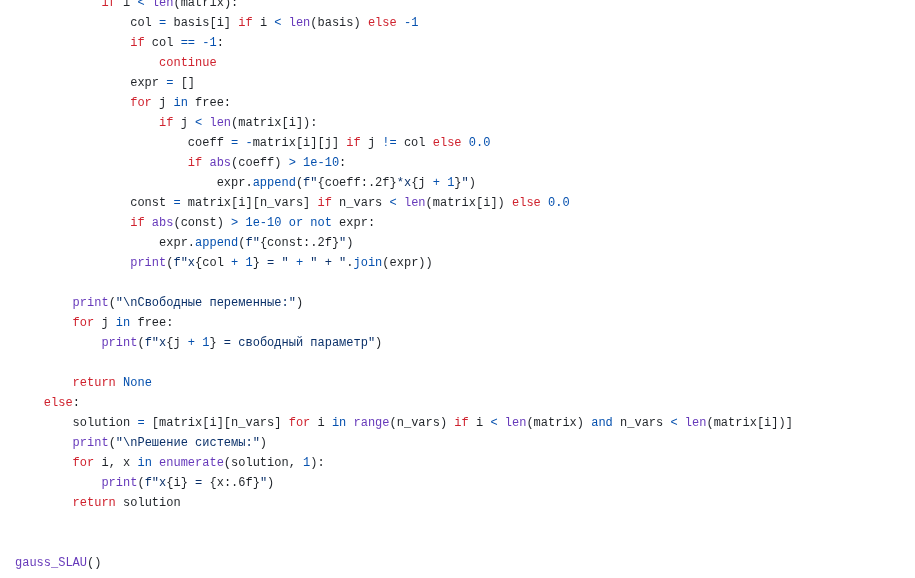 if i < len(matrix):
col = basis[i] if i < len(basis) else -1
if col == -1:
continue
expr = []
for j in free:
if j < len(matrix[i]):
coeff = -matrix[i][j] if j != col else 0.0
if abs(coeff) > 1e-10:
expr.append(f"{coeff:.2f}*x{j + 1}")
const = matrix[i][n_vars] if n_vars < len(matrix[i]) else 0.0
if abs(const) > 1e-10 or not expr:
expr.append(f"{const:.2f}")
print(f"x{col + 1} = " + " + ".join(expr))
print("\nСвободные переменные:")
for j in free:
print(f"x{j + 1} = свободный параметр")
return None
else:
solution = [matrix[i][n_vars] for i in range(n_vars) if i < len(matrix) and n_vars < len(matrix[i])]
print("\nРешение системы:")
for i, x in enumerate(solution, 1):
print(f"x{i} = {x:.6f}")
return solution
gauss_SLAU()